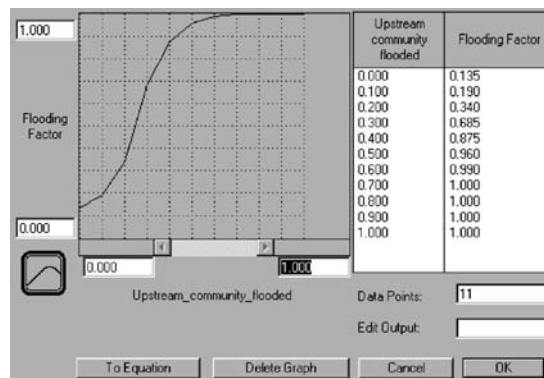 1.000
Flooding
Factor
0.000
0.000
1.000
Upstream_community_flooded
Upstream
community
flooded
Flooding Factor
0.000 0.135
0.100 0.190
0.200 0.340
0.300 0.685
0.400 0.875
0.500 0.960
0.600 0.990
0.700 1.000
0.800 1.000
0.900 1.000
1.000 1.000
Data Points: 11
Edit Output:
To Equation
Delete Graph
Cancel
OK